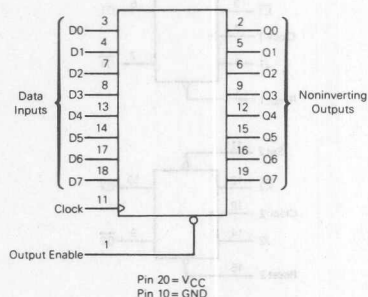 3 2
D0 Q0
4 5
D1 Q1
7 6
D2 Q2
8 9
D3 Q3
13 12
D4 Q4
14 15
D5 Q5
17 16
D6 Q6
18 19
D7 Q7
Data
Inputs
Noninverting
Outputs
11
Clock
1
Output Enable
Pin 20 = VCC
Pin 10 = GND